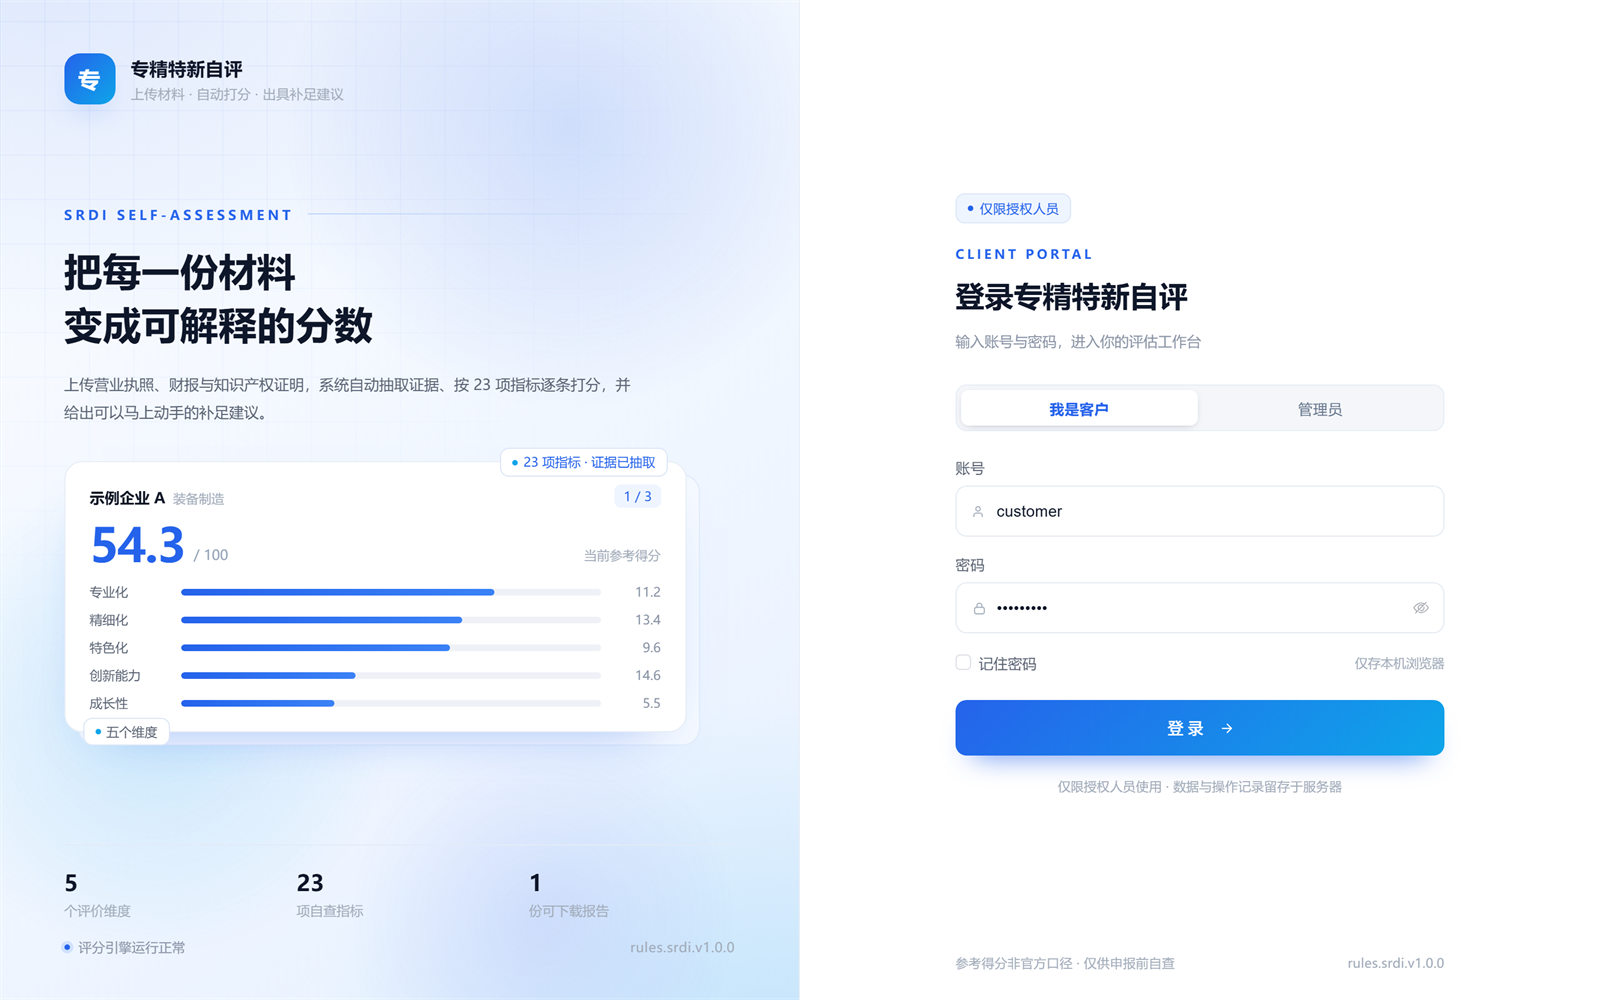 专
专精特新自评
上传材料 · 自动打分 · 出具补足建议
SRDI SELF-ASSESSMENT
把每一份材料
变成可解释的分数
上传营业执照、财报与知识产权证明，系统自动抽取证据、按 23 项指标逐条打分，并
给出可以马上动手的补足建议。
23 项指标 · 证据已抽取
示例企业 A 装备制造
1 / 3
54.3 / 100
当前参考得分
专业化 11.2
精细化 13.4
特色化 9.6
创新能力 14.6
成长性 5.5
五个维度
5
个评价维度
23
项自查指标
1
份可下载报告
评分引擎运行正常
rules.srdi.v1.0.0
仅限授权人员
CLIENT PORTAL
登录专精特新自评
输入账号与密码，进入你的评估工作台
我是客户
管理员
账号
customer
密码
•••••••••
记住密码
仅存本机浏览器
登录 →
仅限授权人员使用 · 数据与操作记录留存于服务器
参考得分非官方口径 · 仅供申报前自查
rules.srdi.v1.0.0